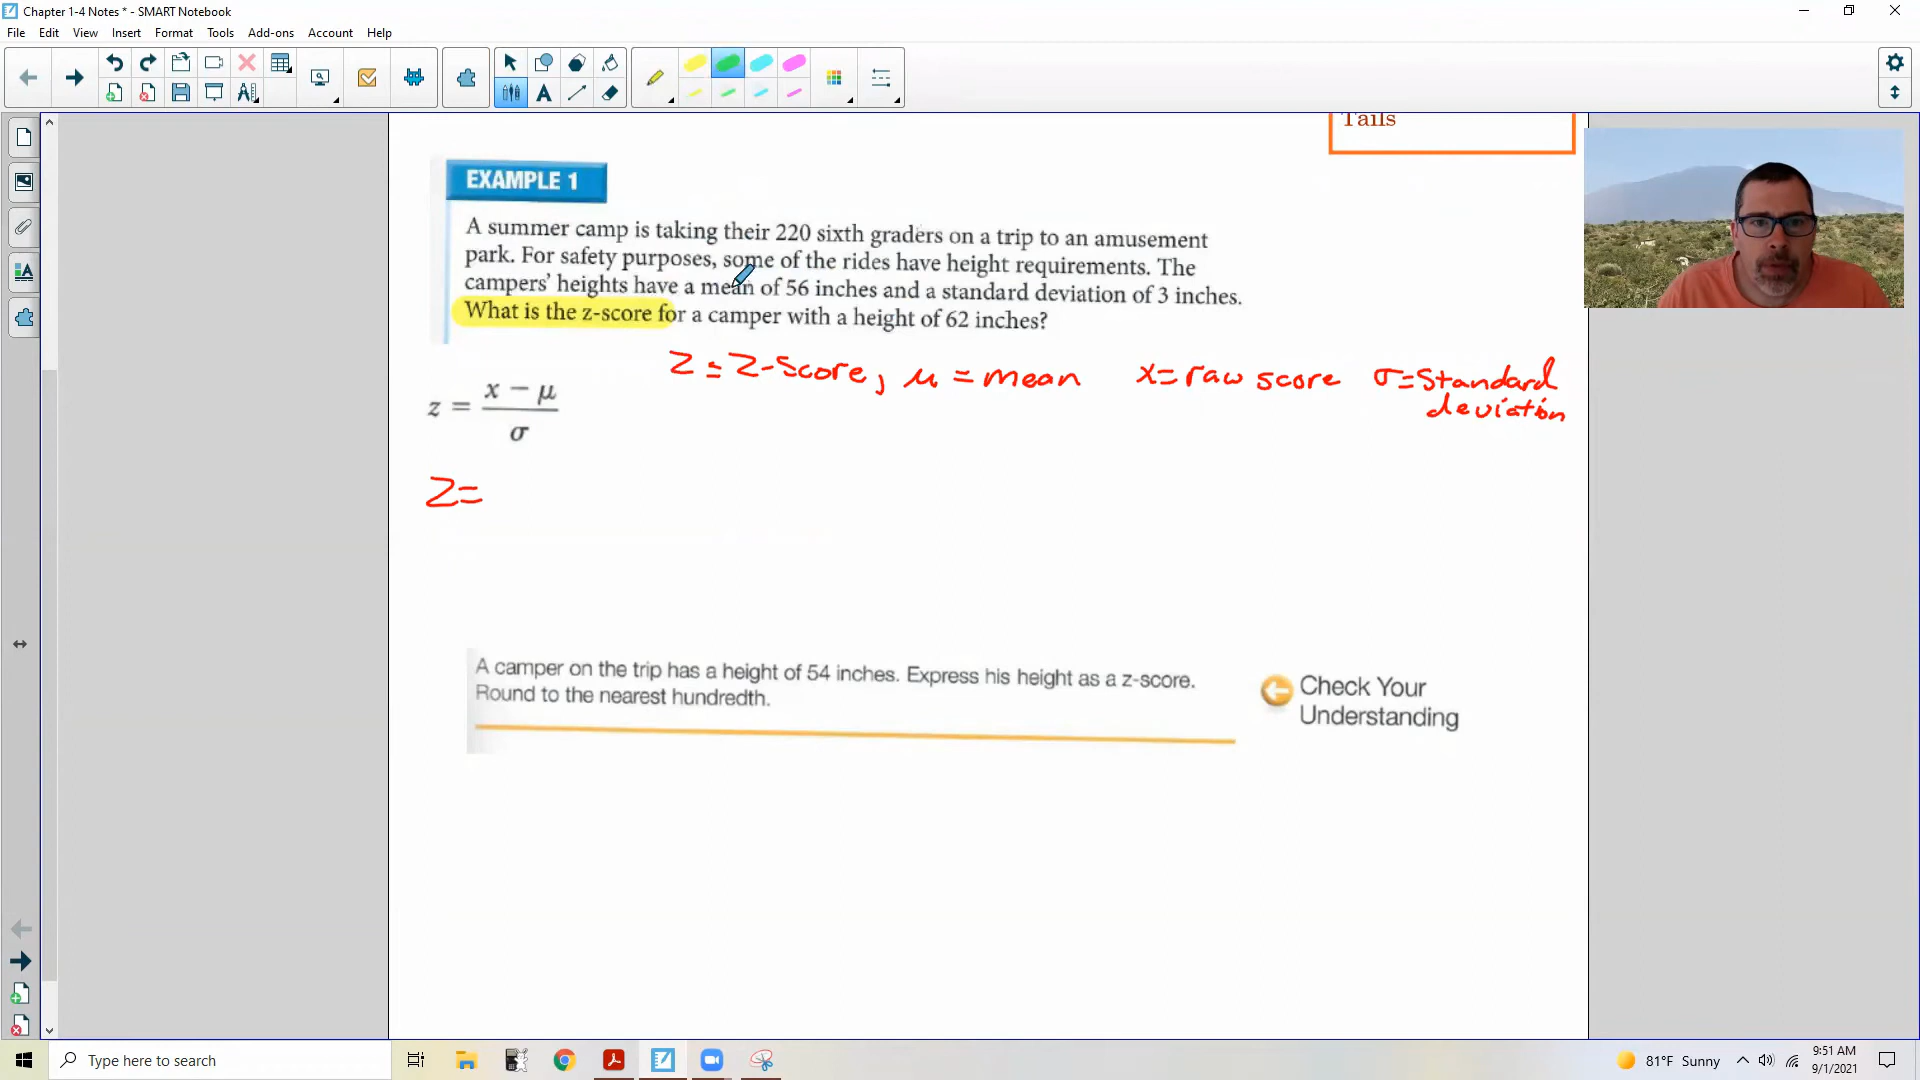 Chapter 1-4 Notes * - SMART Notebook
File Edit View Insert Format Tools Add-ons Account Help
Tails
EXAMPLE 1
A summer camp is taking their 220 sixth graders on a trip to an amusement
park. For safety purposes, some of the rides have height requirements. The
campers' heights have a mean of 56 inches and a standard deviation of 3 inches.
What is the z-score for a camper with a height of 62 inches?
z = z-score, μ = mean x = raw score σ = Standard
deviation
z = x − μ
σ
z =
A camper on the trip has a height of 54 inches. Express his height as a z-score.
Round to the nearest hundredth.
Check Your
Understanding
Type here to search
81°F Sunny
9:51 AM
9/1/2021